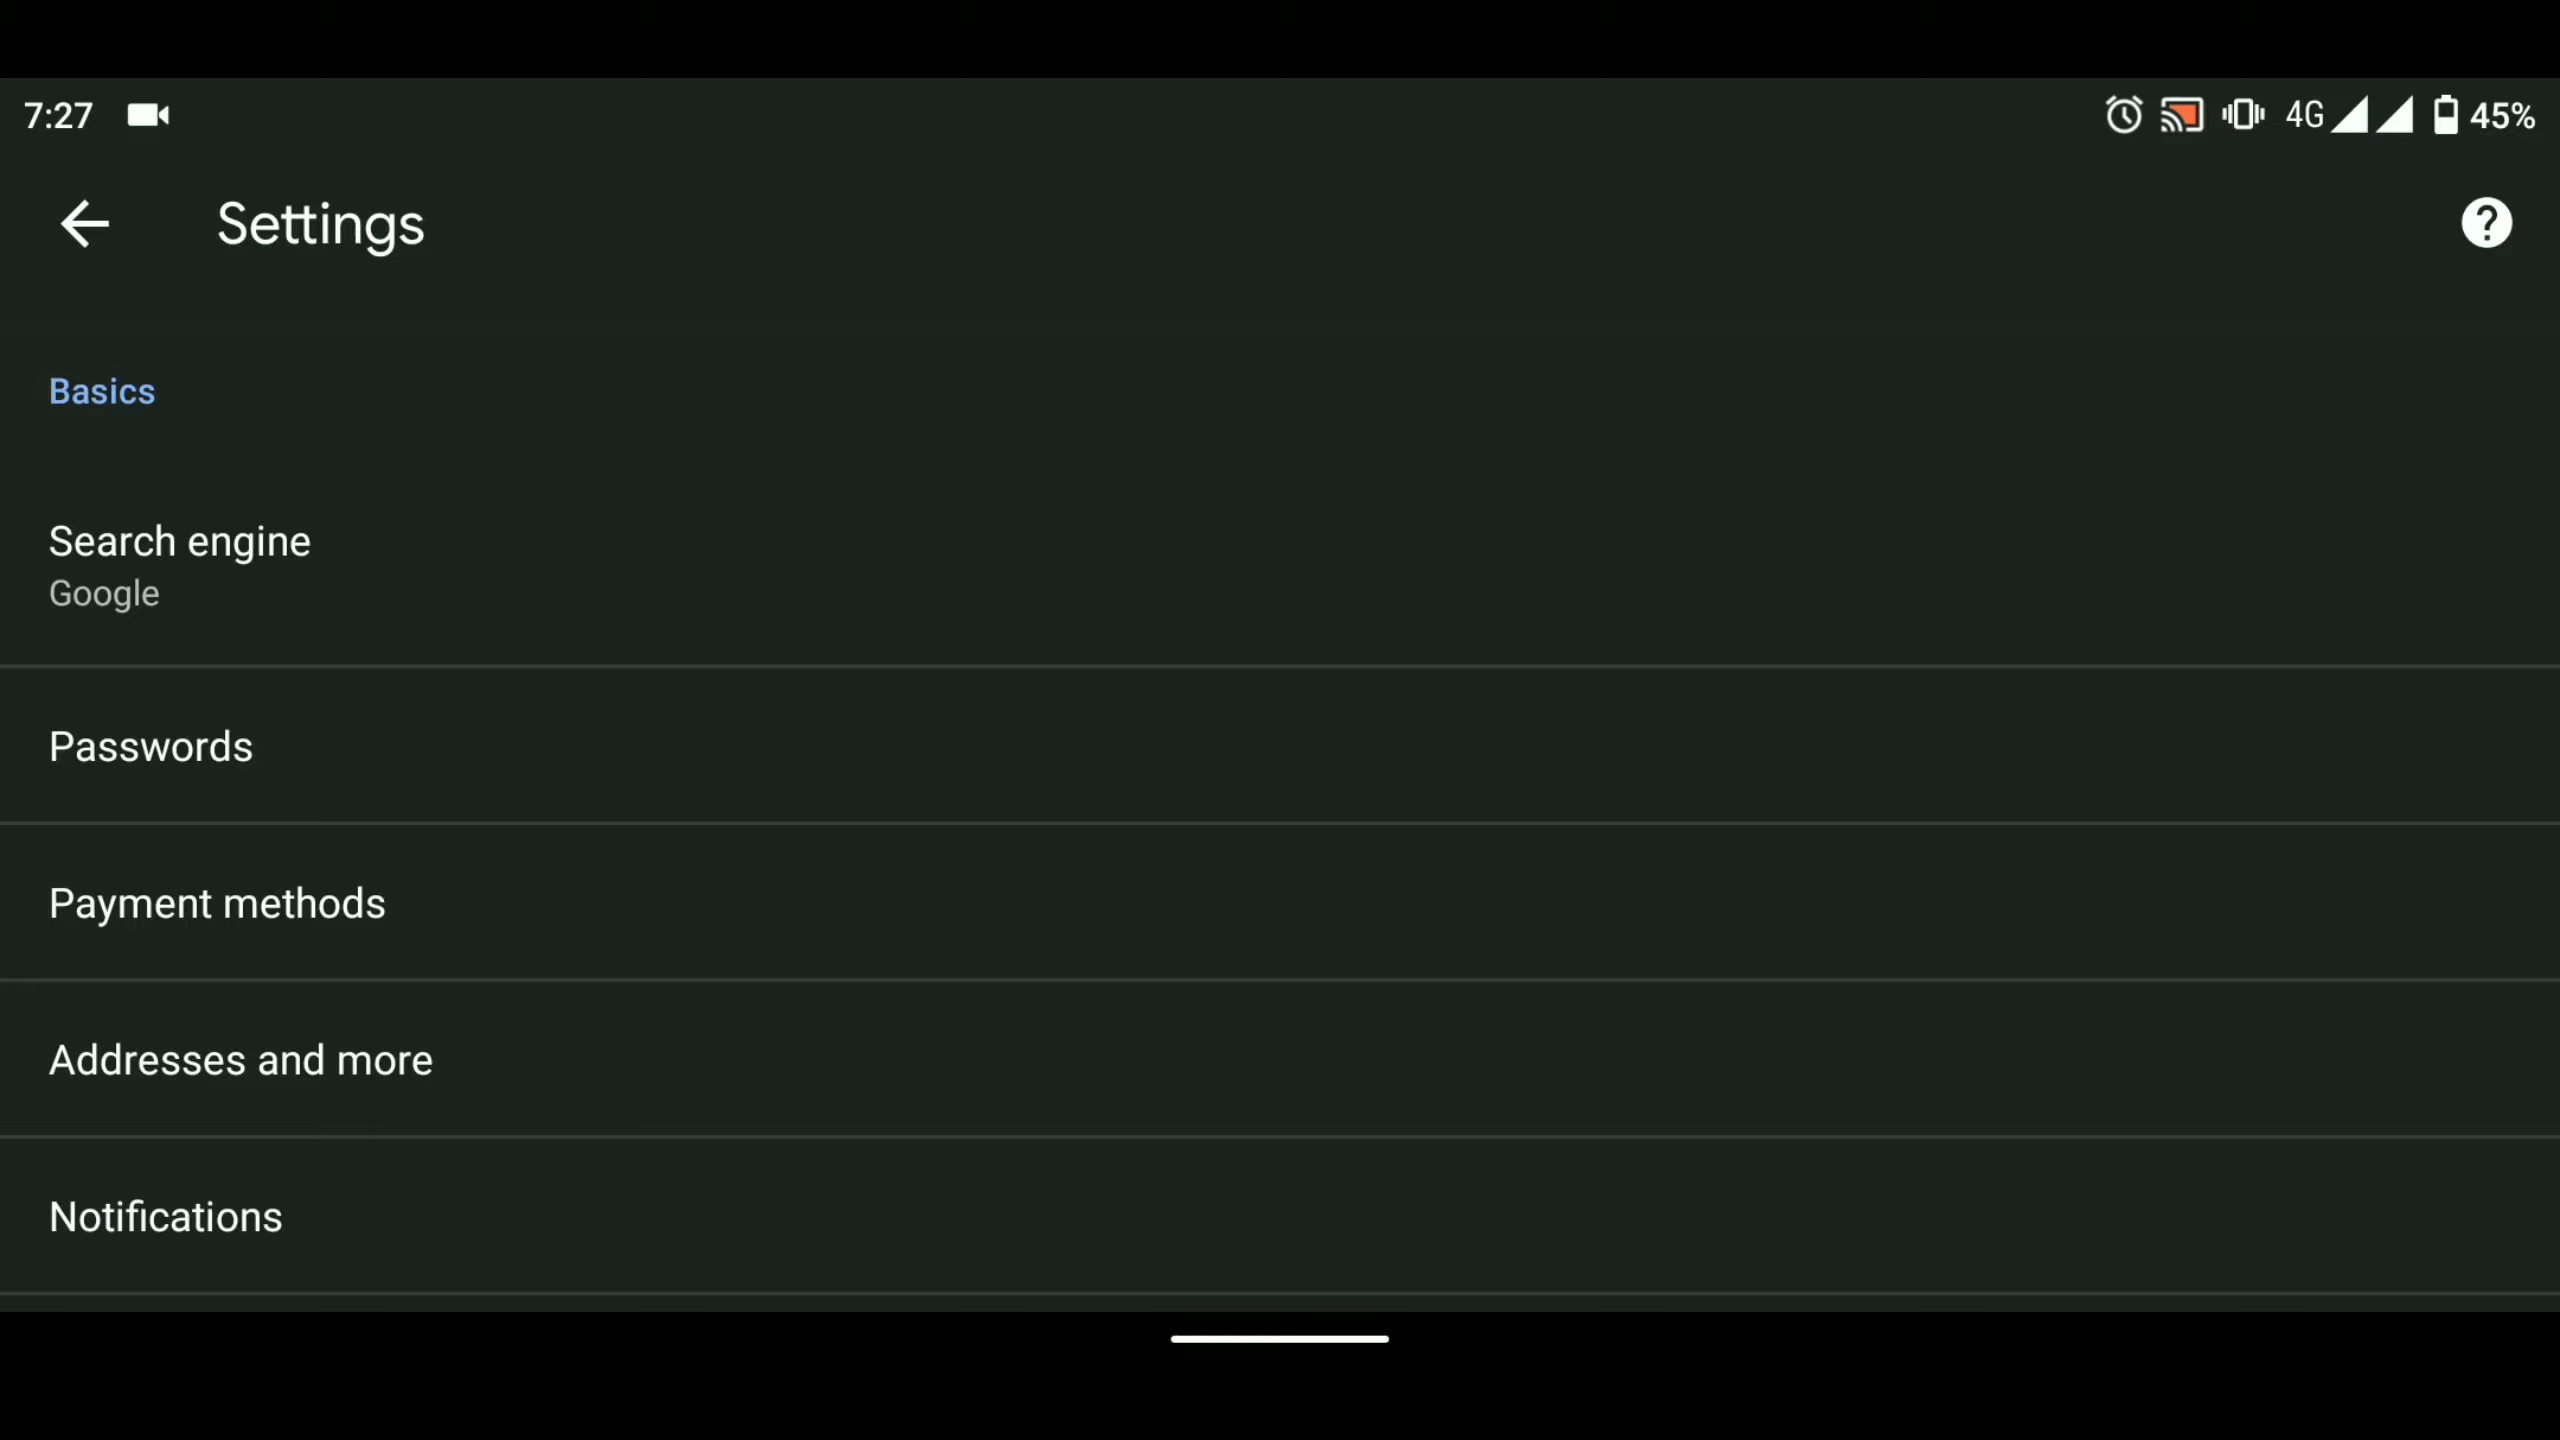 7:27
4G 45%
Settings
Basics
Search engine
Google
Passwords
Payment methods
Addresses and more
Notifications